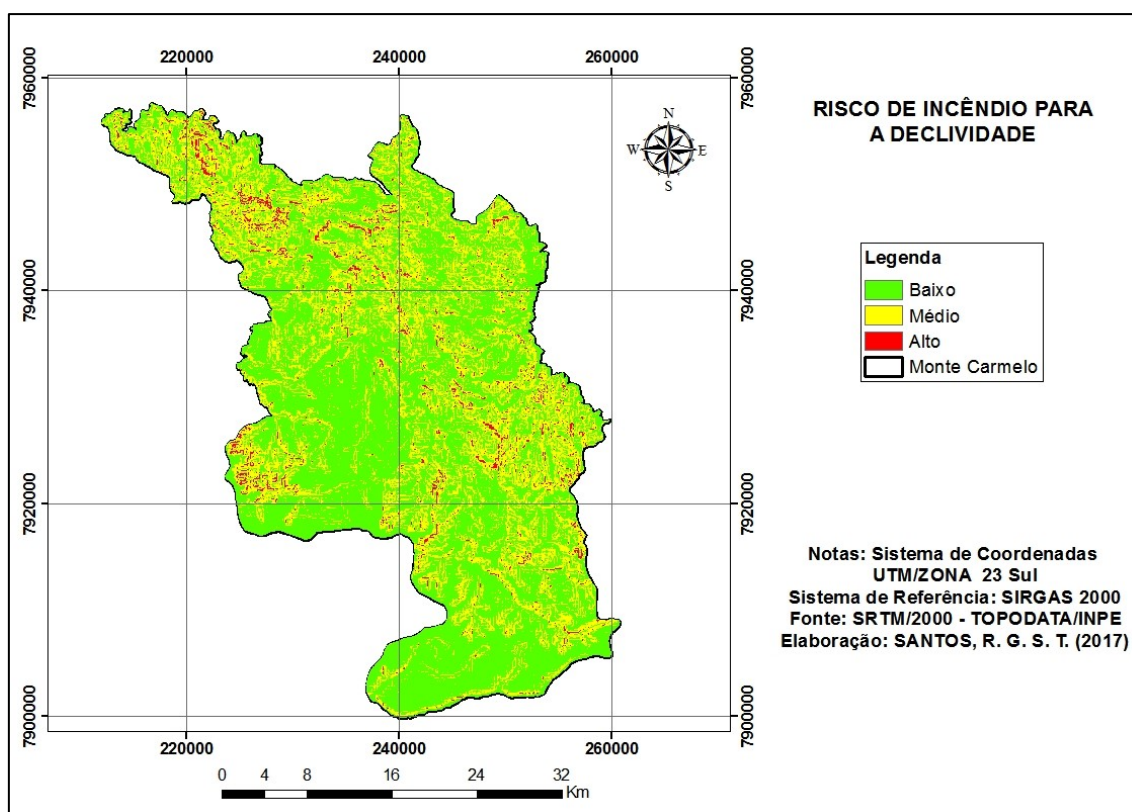 220000
240000
260000
7960000
7960000
RISCO DE INCÊNDIO PARA
A DECLIVIDADE
N
W
E
S
Legenda
Baixo
Médio
Alto
Monte Carmelo
7940000
7940000
7920000
7920000
Notas: Sistema de Coordenadas
UTM/ZONA 23 Sul
Sistema de Referência: SIRGAS 2000
Fonte: SRTM/2000 - TOPODATA/INPE
Elaboração: SANTOS, R. G. S. T. (2017)
7900000
7900000
220000
240000
260000
0 4 8 16 24 32
Km